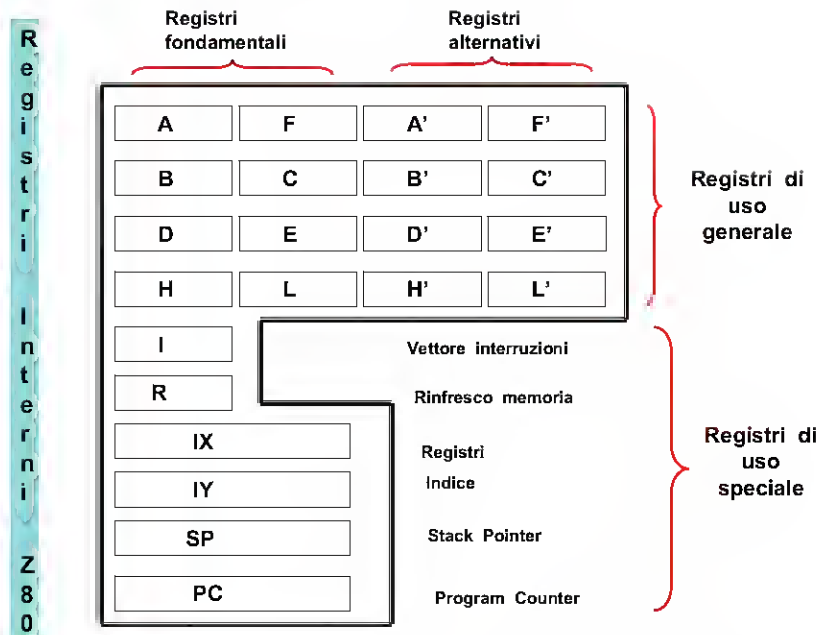 Registri Interni Z80
Registri
fondamentali
Registri
alternativi
A F A' F'
B C B' C'
D E D' E'
H L H' L'
Registri di
uso
generale
I
Vettore interruzioni
R
Rinfresco memoria
IX
Registri
IY
Indice
SP
Stack Pointer
PC
Program Counter
Registri di
uso
speciale